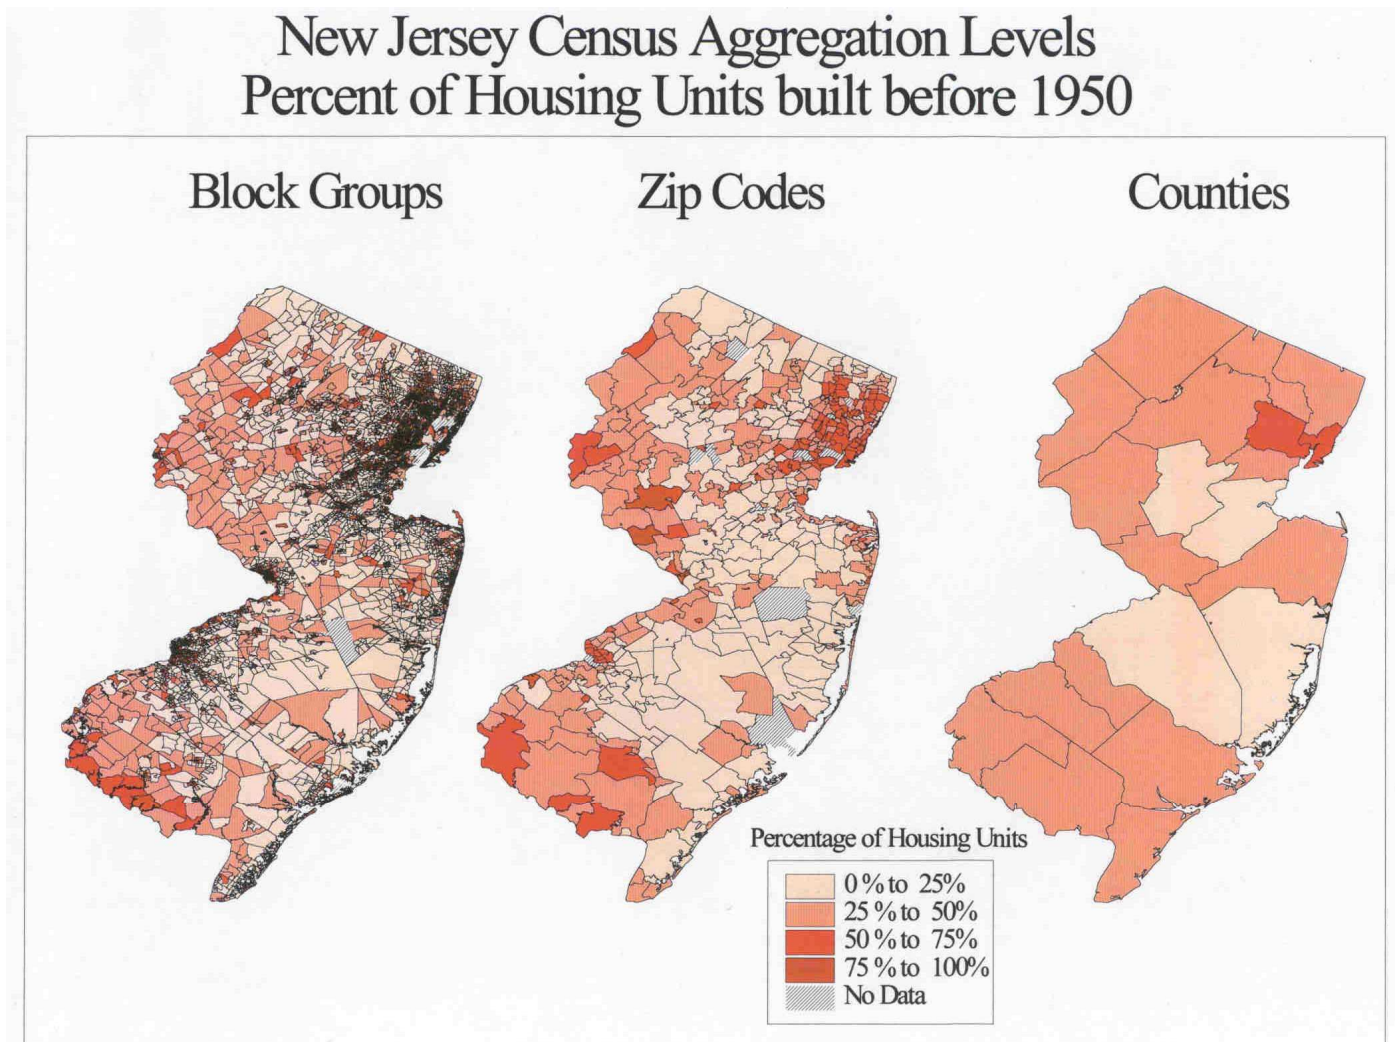 New Jersey Census Aggregation Levels
Percent of Housing Units built before 1950
Block Groups
Zip Codes
Counties
Percentage of Housing Units
0 % to 25%
25 % to 50%
50 % to 75%
75 % to 100%
No Data